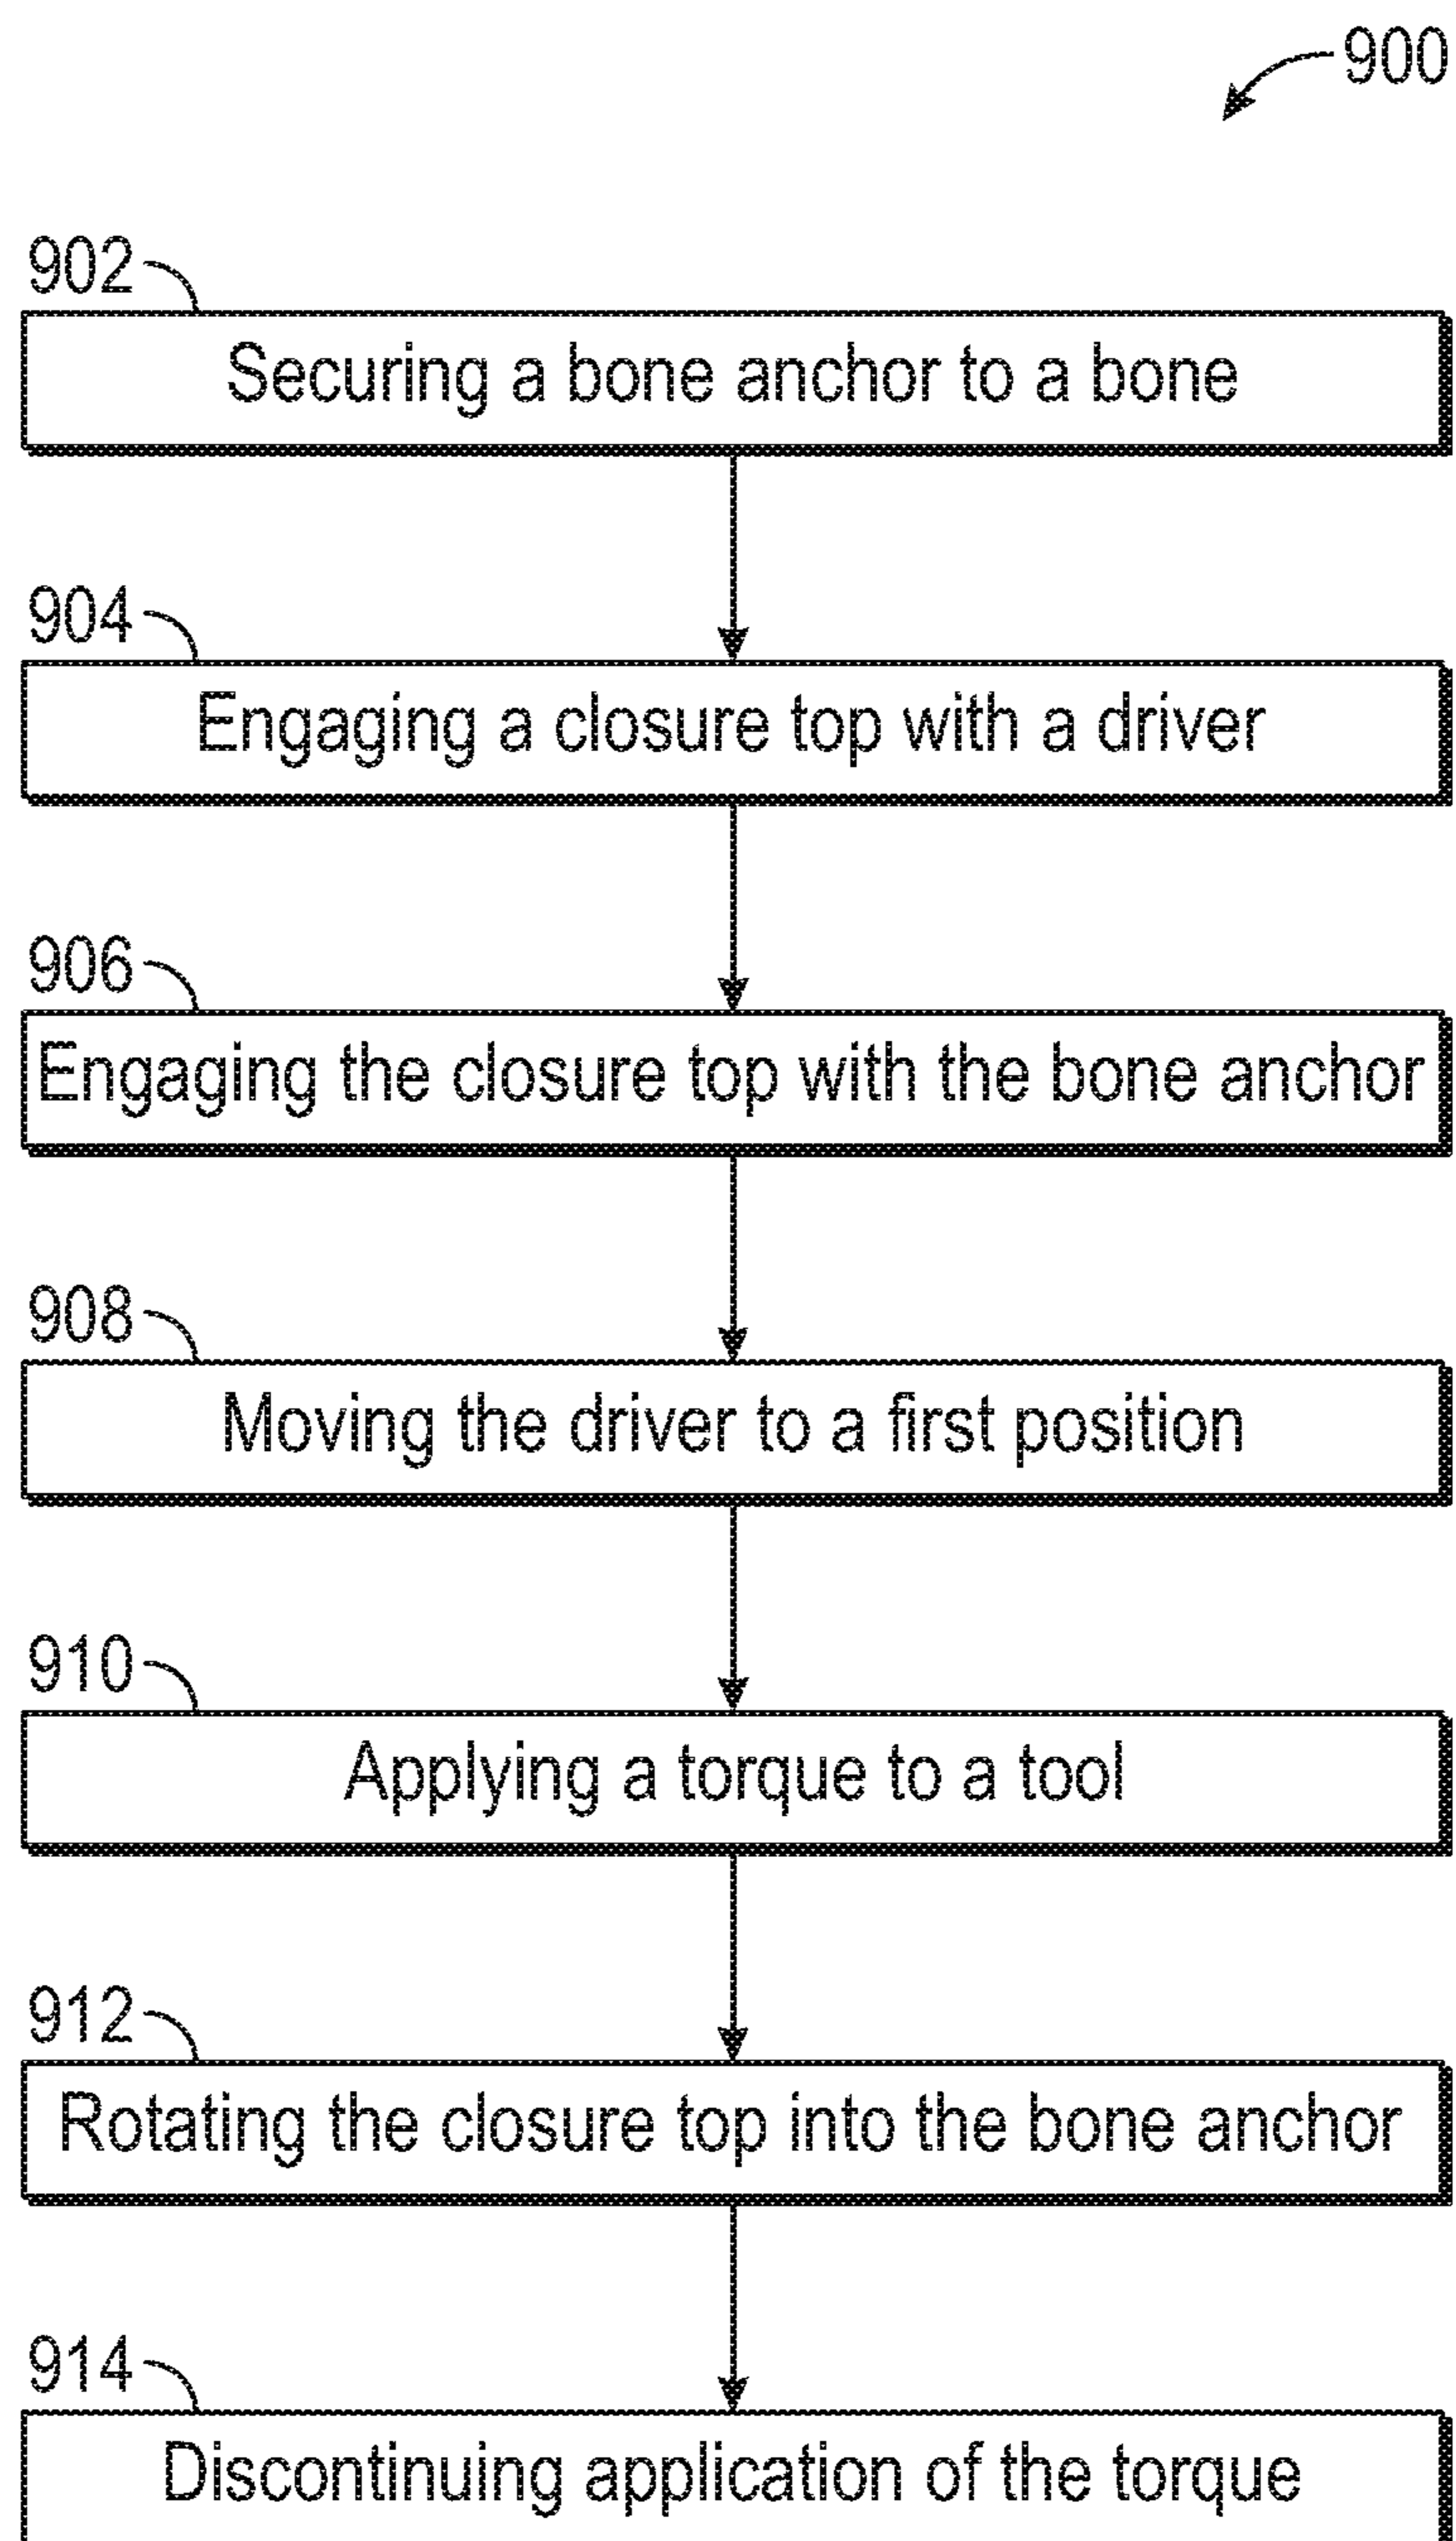 900
902
Securing a bone anchor to a bone
904
Engaging a closure top with a driver
906
Engaging the closure top with the bone anchor
908
Moving the driver to a first position
910
Applying a torque to a tool
912
Rotating the closure top into the bone anchor
914
Discontinuing application of the torque